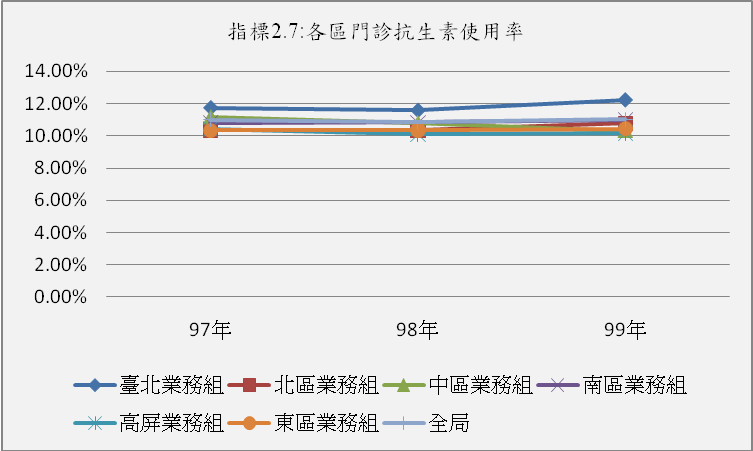 指標2.7:各區門診抗生素使用率
14.00%
12.00%
10.00%
8.00%
6.00%
4.00%
2.00%
0.00%
97年 98年 99年
臺北業務組 北區業務組 中區業務組 南區業務組
高屏業務組 東區業務組 全局